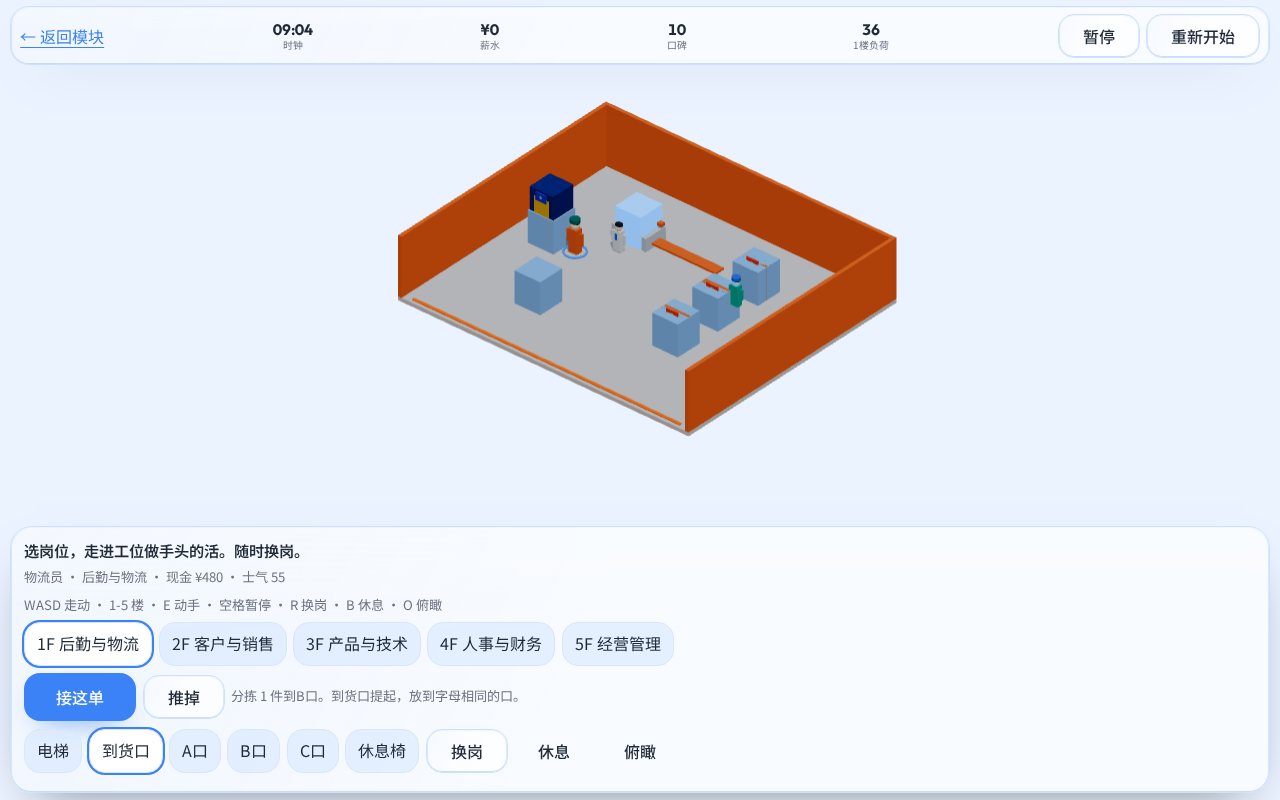 ← 返回模块
09:04
时钟
¥0
薪水
10
口碑
36
1楼负荷
暂停
重新开始
选岗位，走进工位做手头的活。随时换岗。
物流员 · 后勤与物流 · 现金 ¥480 · 士气 55
WASD 走动 · 1-5 楼 · E 动手 · 空格暂停 · R 换岗 · B 休息 · O 俯瞰
1F 后勤与物流
2F 客户与销售
3F 产品与技术
4F 人事与财务
5F 经营管理
接这单
推掉
分拣 1 件到B口。到货口提起，放到字母相同的口。
电梯
到货口
A口
B口
C口
休息椅
换岗
休息
俯瞰